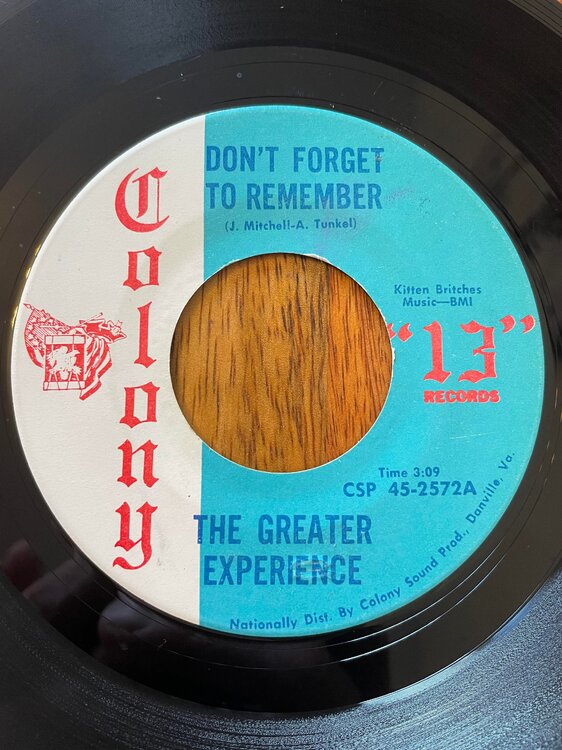 Colony
DON'T FORGET
TO REMEMBER
(J. Mitchell-A. Tunkel)
Kitten Britches
Music—BMI
"13"
RECORDS
Time 3:09
CSP 45-2572A
THE GREATER
EXPERIENCE
Nationally Dist. By Colony Sound Prod., Danville, Va.